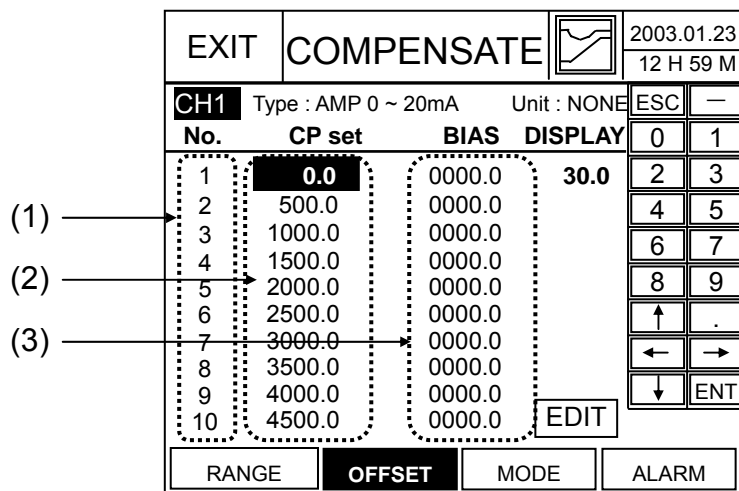 EXIT COMPENSATE 2003.01.23
12 H 59 M
CH1 Type : AMP 0 ~ 20mA Unit : NONE ESC —
No. CP set BIAS DISPLAY 0 1
1 0.0 0000.0 30.0 2 3
(1) 2 500.0 0000.0 4 5
3 1000.0 0000.0
4 1500.0 0000.0 6 7
(2) 5 2000.0 0000.0 8 9
6 2500.0 0000.0 ↑ .
(3) 7 3000.0 0000.0
8 3500.0 0000.0 ← →
9 4000.0 0000.0 ↓ ENT
10 4500.0 0000.0 EDIT
RANGE OFFSET MODE ALARM